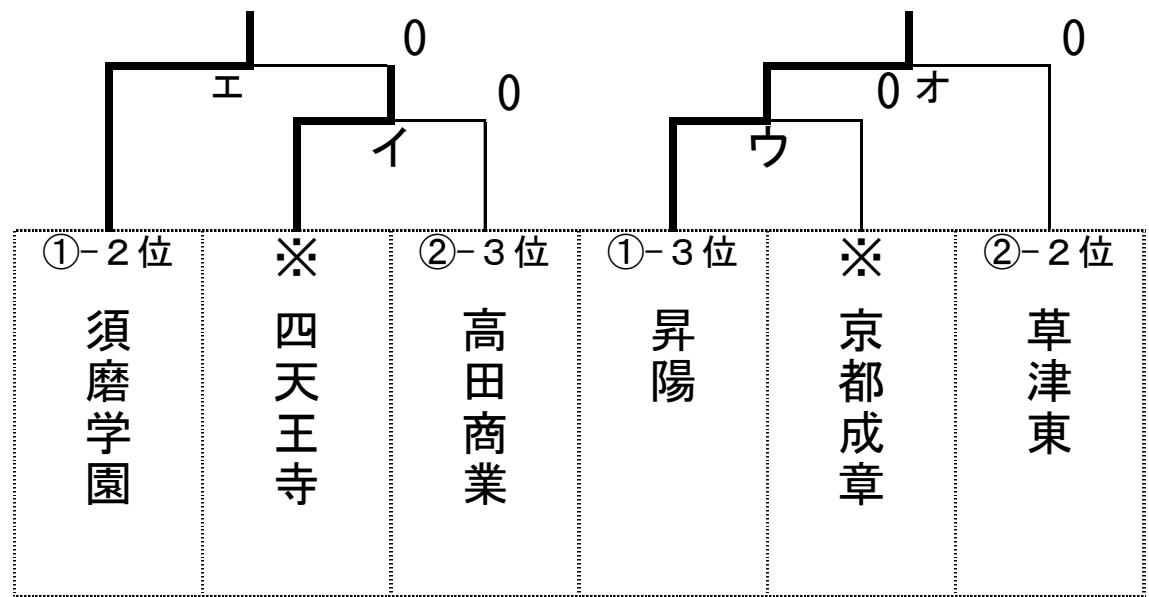 0 0
エ 0 0 オ
イ ウ
①-2位 ※ ②-3位 ①-3位 ※ ②-2位
須磨学園
四天王寺
高田商業
昇陽
京都成章
草津東